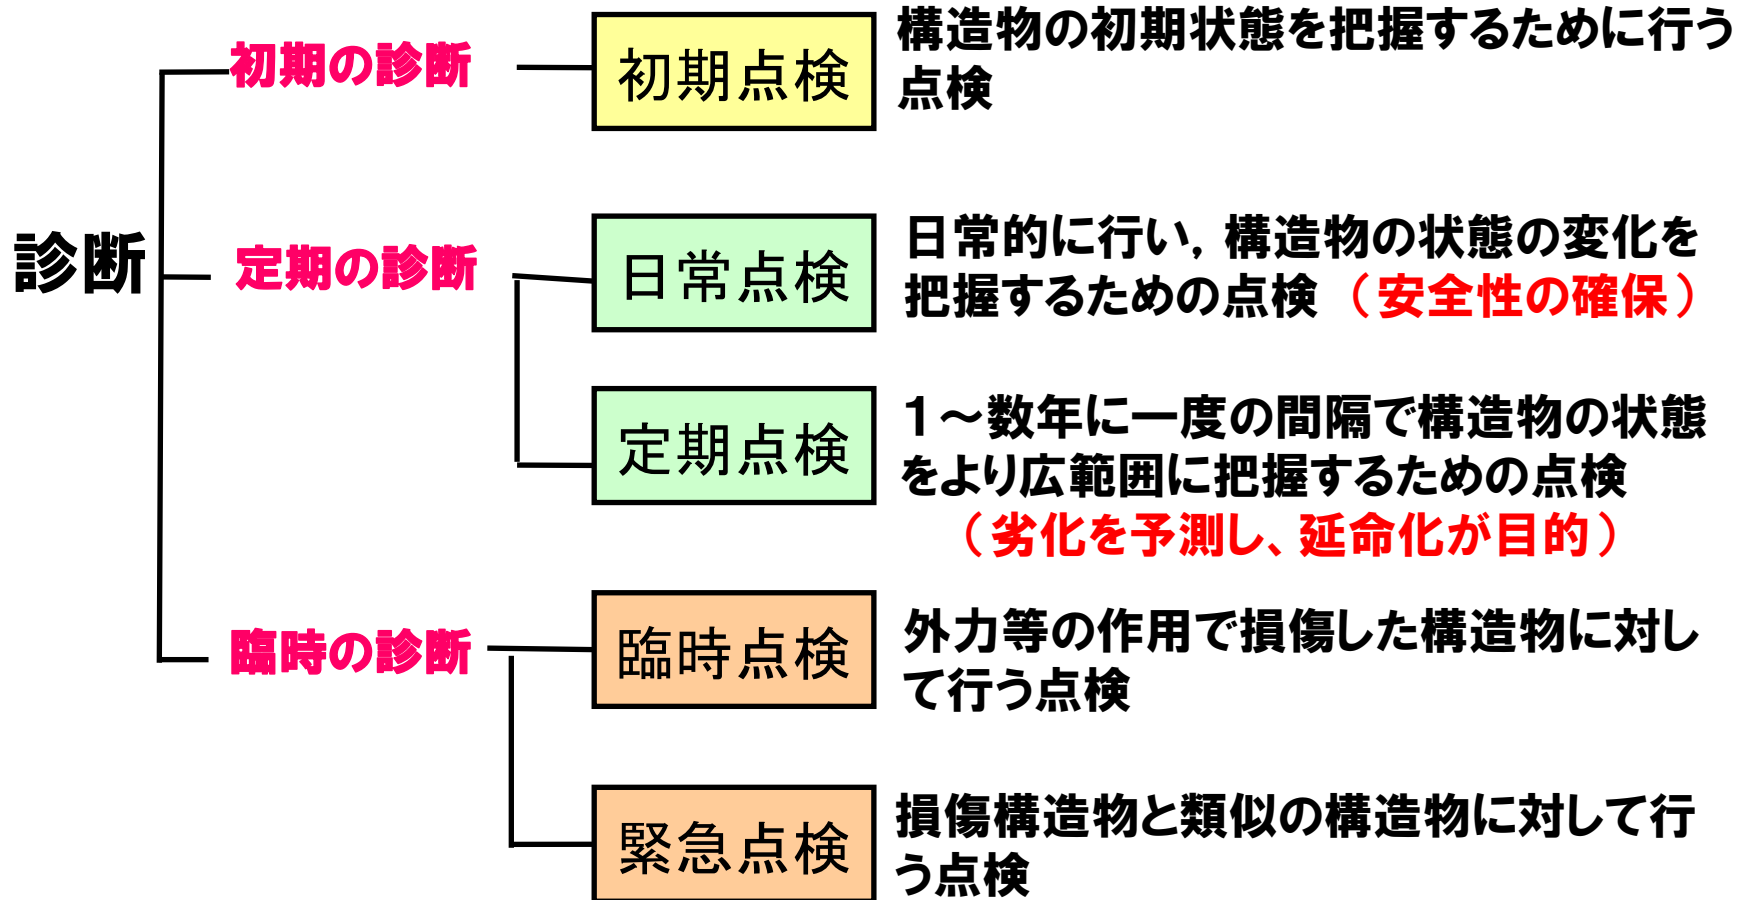 診断
初期の診断
初期点検
構造物の初期状態を把握するために行う
点検
定期の診断
日常点検
日常的に行い，構造物の状態の変化を
把握するための点検（安全性の確保）
定期点検
１～数年に一度の間隔で構造物の状態
をより広範囲に把握するための点検
（劣化を予測し、延命化が目的）
臨時の診断
臨時点検
外力等の作用で損傷した構造物に対し
て行う点検
緊急点検
損傷構造物と類似の構造物に対して行
う点検